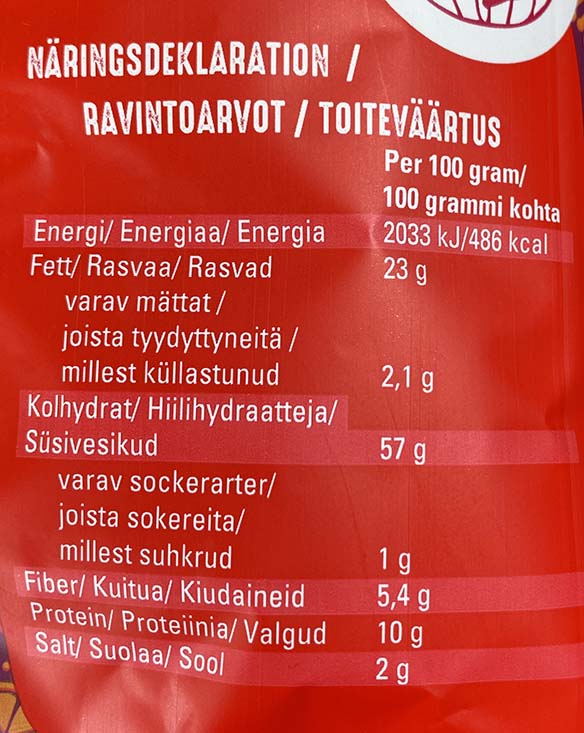 NÄRINGSDEKLARATION /
RAVINTOARVOT / TOITEVÄÄRTUS
Per 100 gram/
100 grammi kohta
Energi/ Energiaa/ Energia 2033 kJ/486 kcal
Fett/ Rasvaa/ Rasvad 23 g
varav mättat /
joista tyydyttyneitä /
millest küllastunud 2,1 g
Kolhydrat/ Hiilihydraatteja/
Süsivesikud 57 g
varav sockerarter/
joista sokereita/
millest suhkrud 1 g
Fiber/ Kuitua/ Kiudaineid 5,4 g
Protein/ Proteiinia/ Valgud 10 g
Salt/ Suolaa/ Sool 2 g